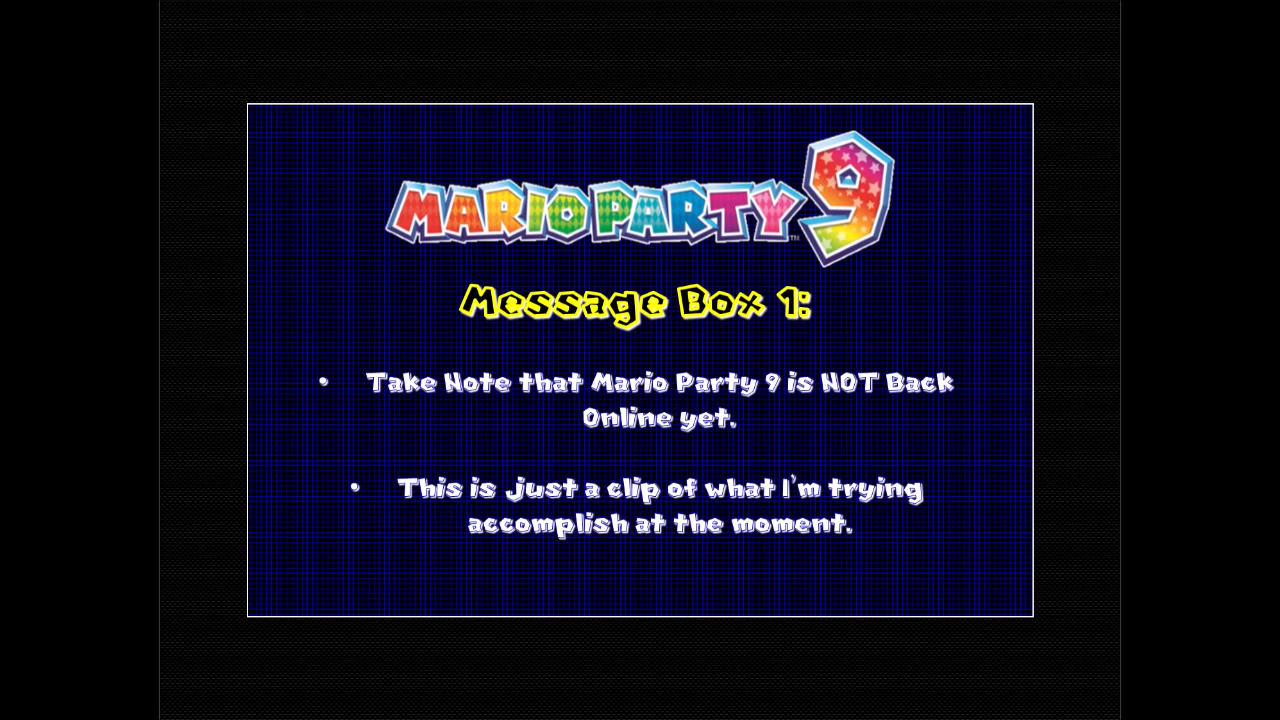 MARIO PARTY 9
TM
Message Box 1:
• Take Note that Mario Party 9 is NOT Back
Online yet.
• This is just a clip of what I'm trying
accomplish at the moment.